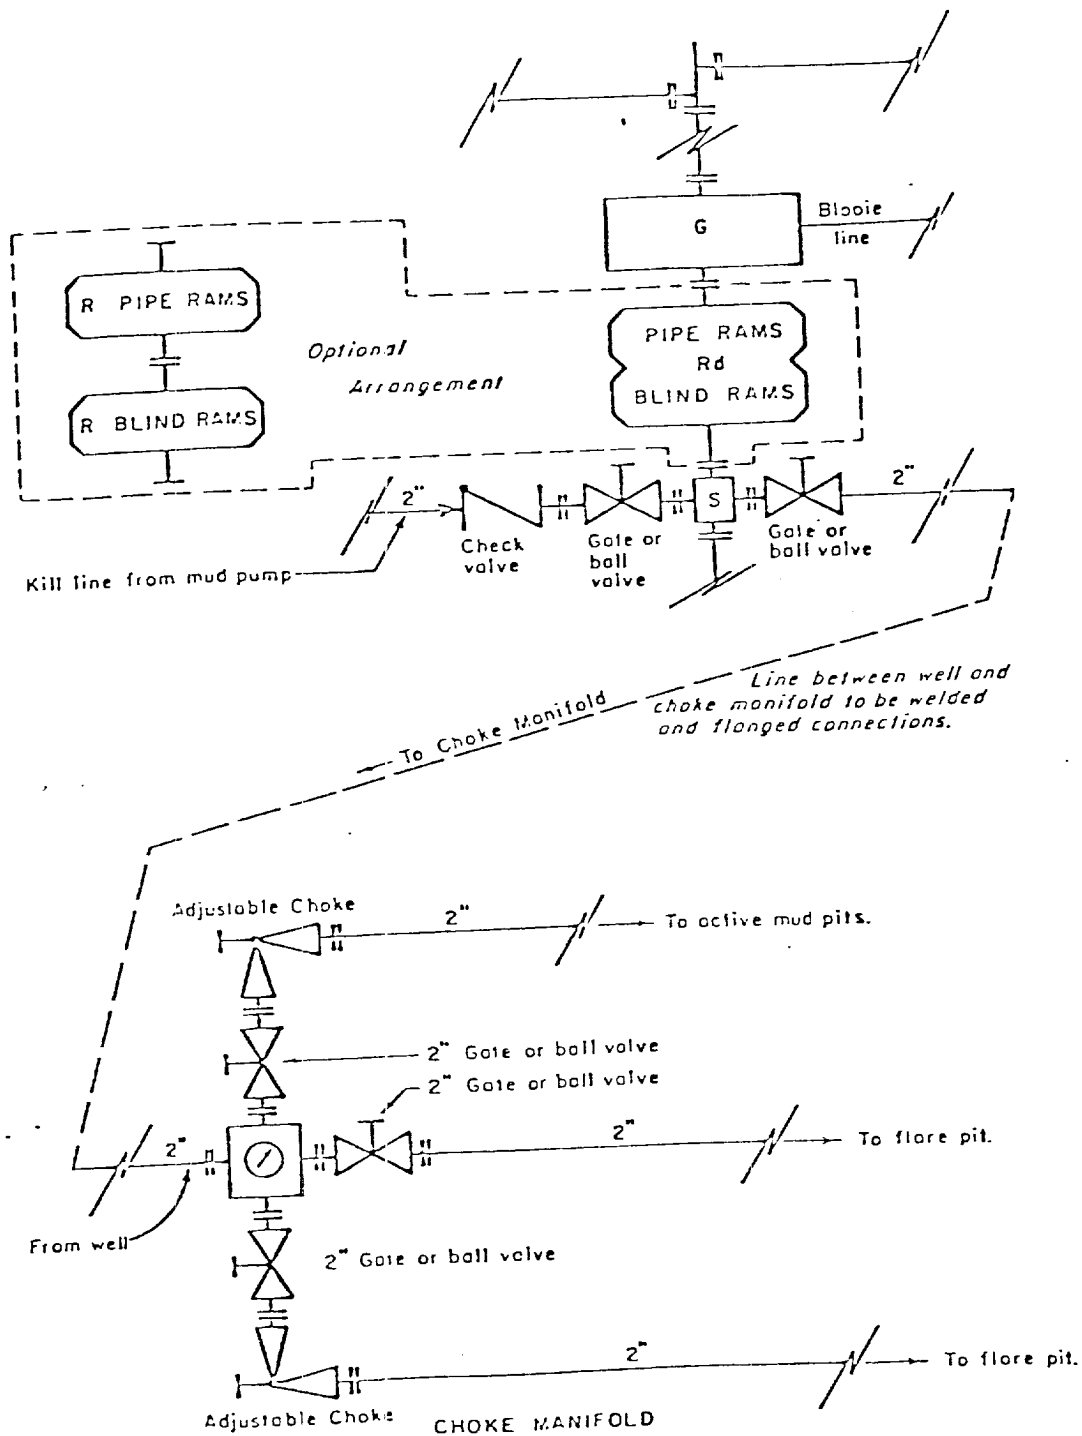 G
Blooie
line
R PIPE RAMS
Optional
Arrangement
R BLIND RAMS
PIPE RAMS
Rd
BLIND RAMS
2"
S
2"
Check
valve
Gate or
ball
valve
Gate or
ball valve
Kill line from mud pump
Line between well and
choke manifold to be welded
and flanged connections.
To Choke Manifold
Adjustable Choke
2"
To active mud pits.
2" Gate or ball valve
2" Gate or ball valve
2"
2"
To flare pit.
From well
2" Gate or ball valve
2"
To flare pit.
Adjustable Choke
CHOKE MANIFOLD